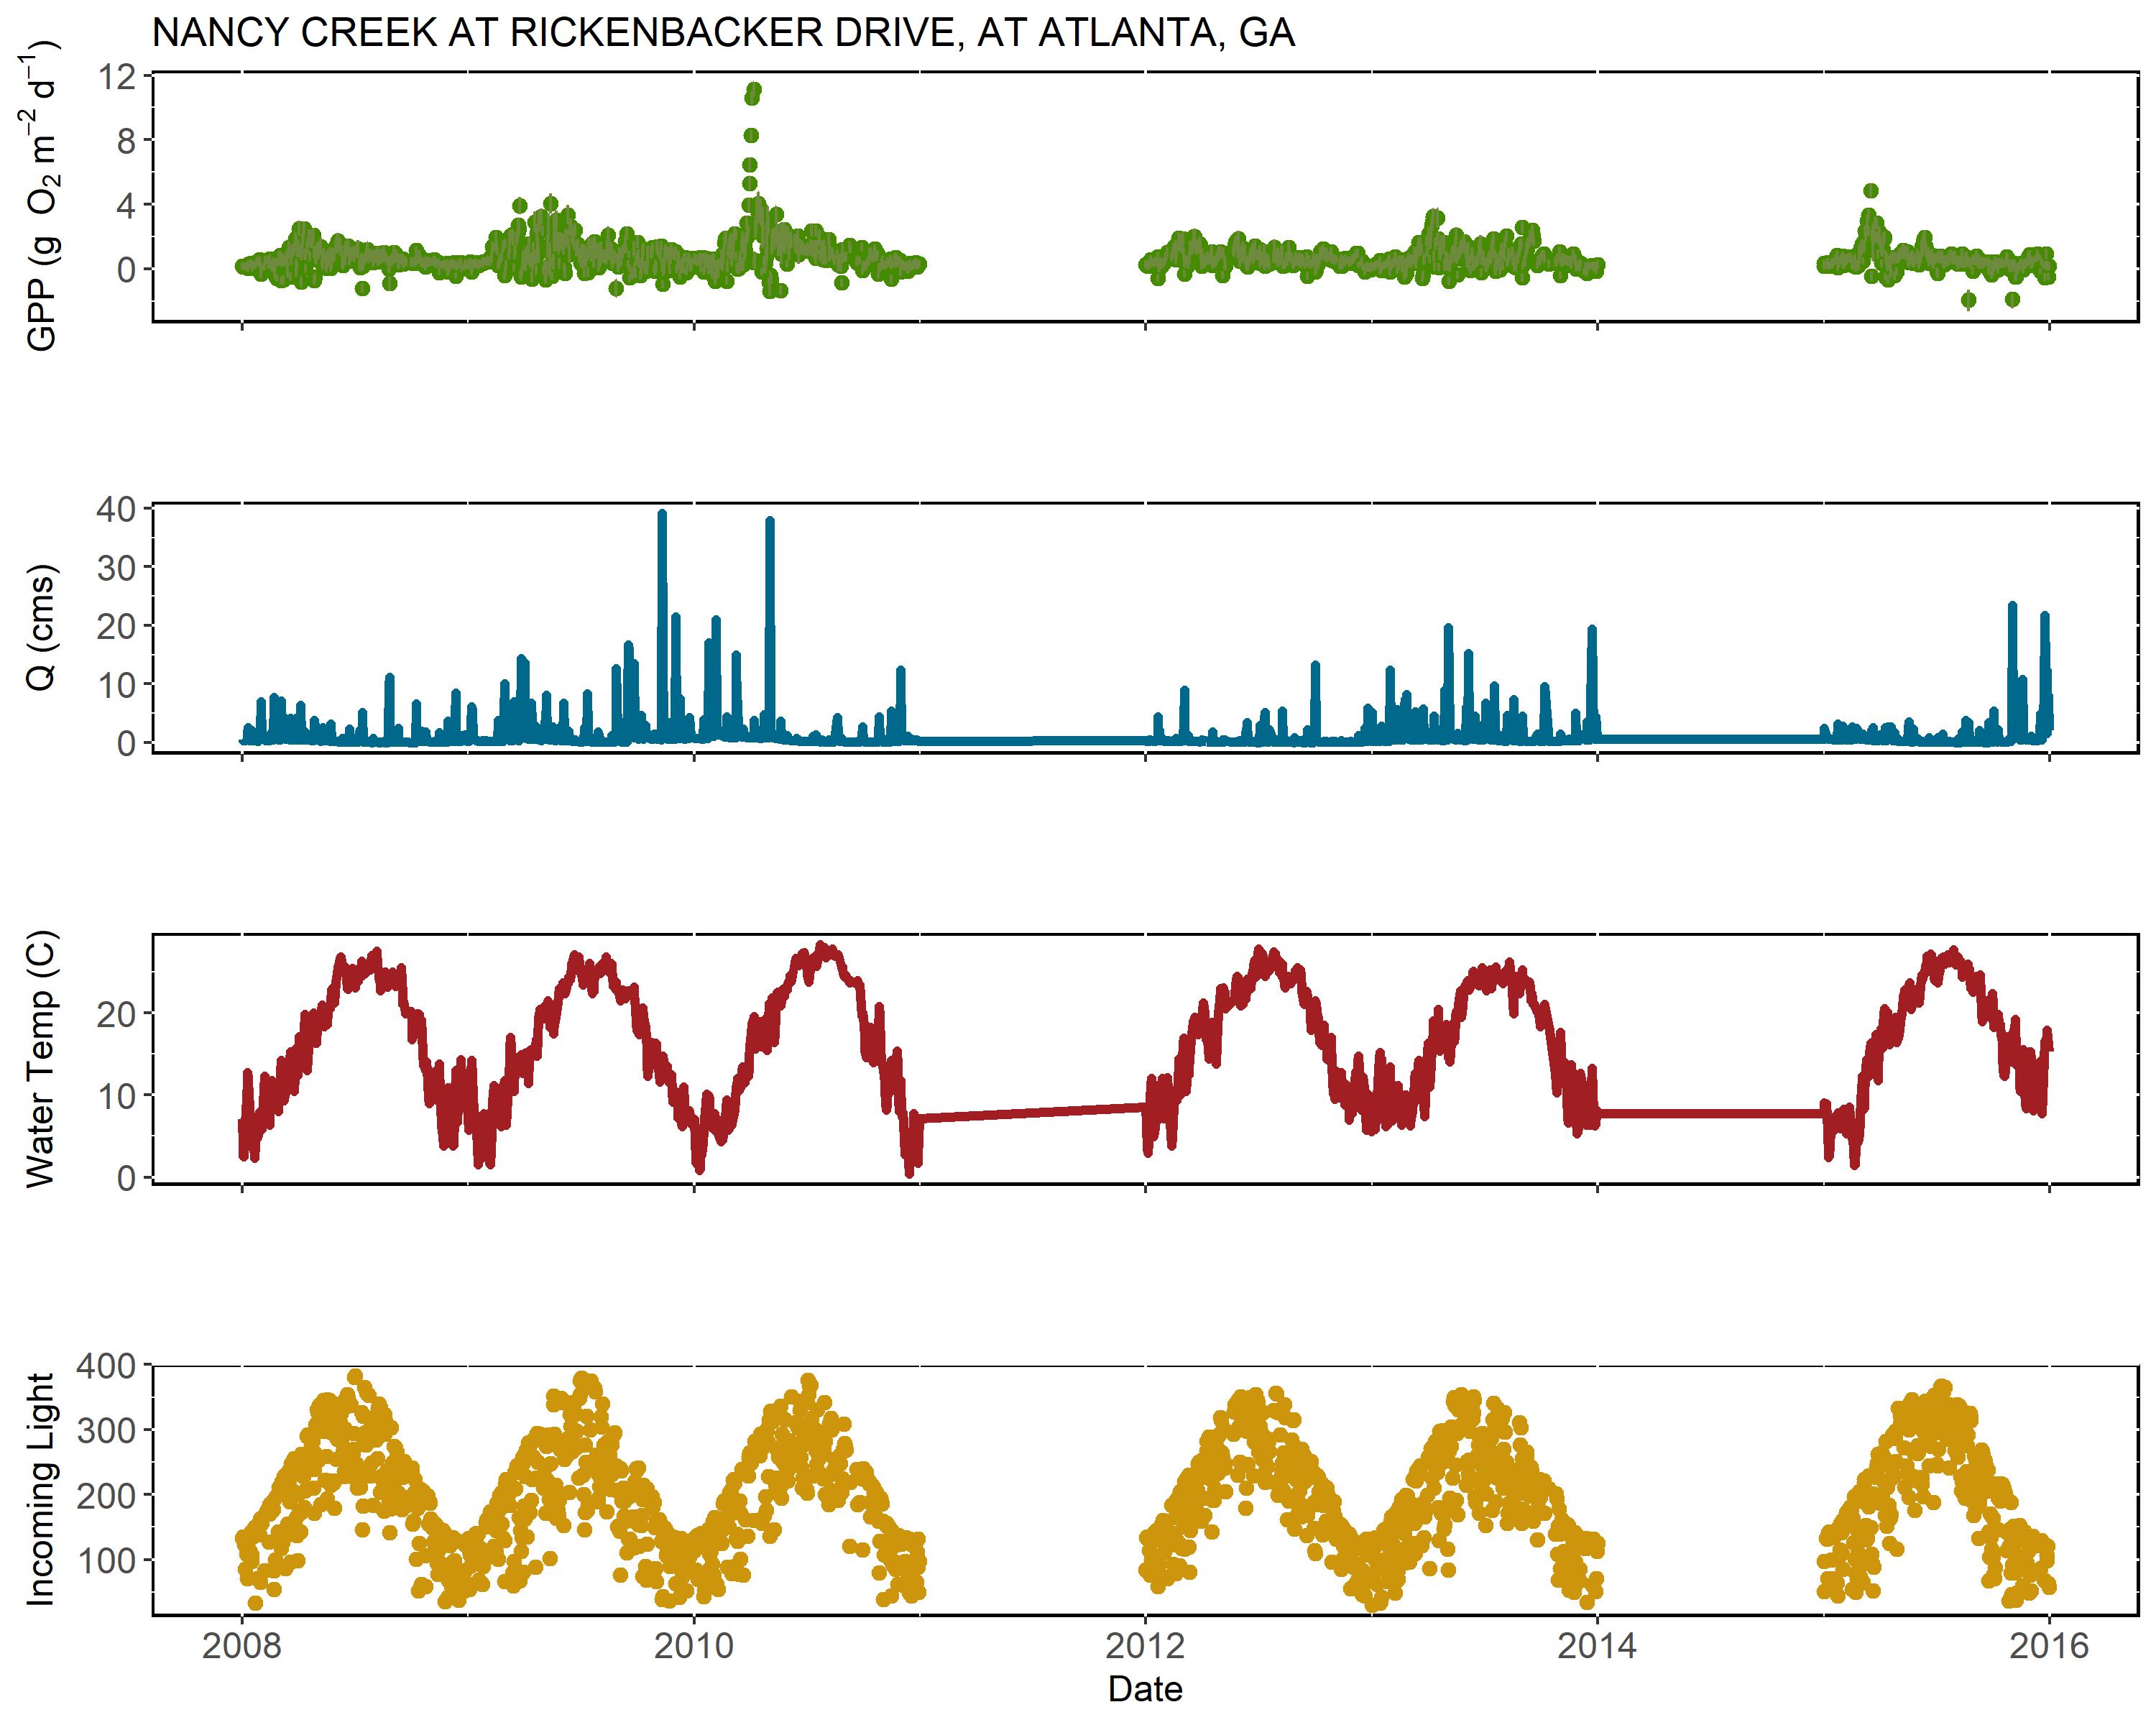 NANCY CREEK AT RICKENBACKER DRIVE, AT ATLANTA, GA
GPP (g O₂ m⁻² d⁻¹)
12
8
4
0
Q (cms)
40
30
20
10
0
Water Temp (C)
20
10
0
Incoming Light
400
300
200
100
2008 2010 2012 2014 2016
Date